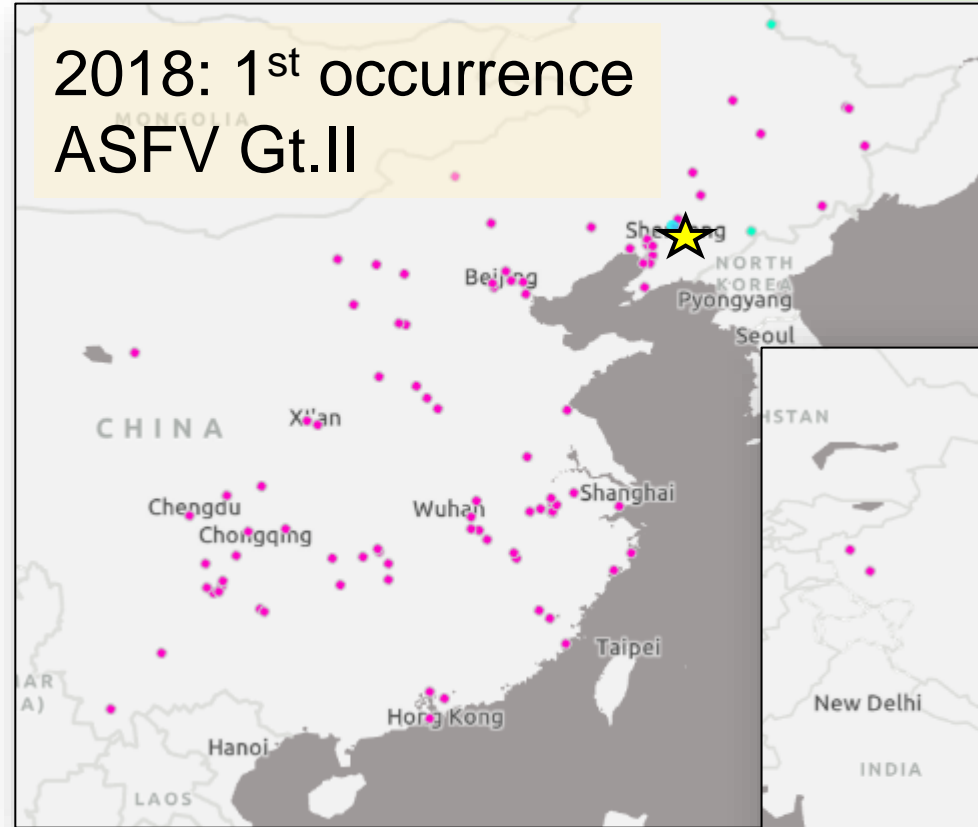 2018: 1st occurrence
MONGOLIA
ASFV Gt.II
Beijing
NORTH
KOREA
Pyongyang
Seoul
CHINA
Xi'an
Chengdu
Wuhan
Shanghai
Chongqing
Taipei
Hong Kong
Hanoi
LAOS
New Delhi
INDIA